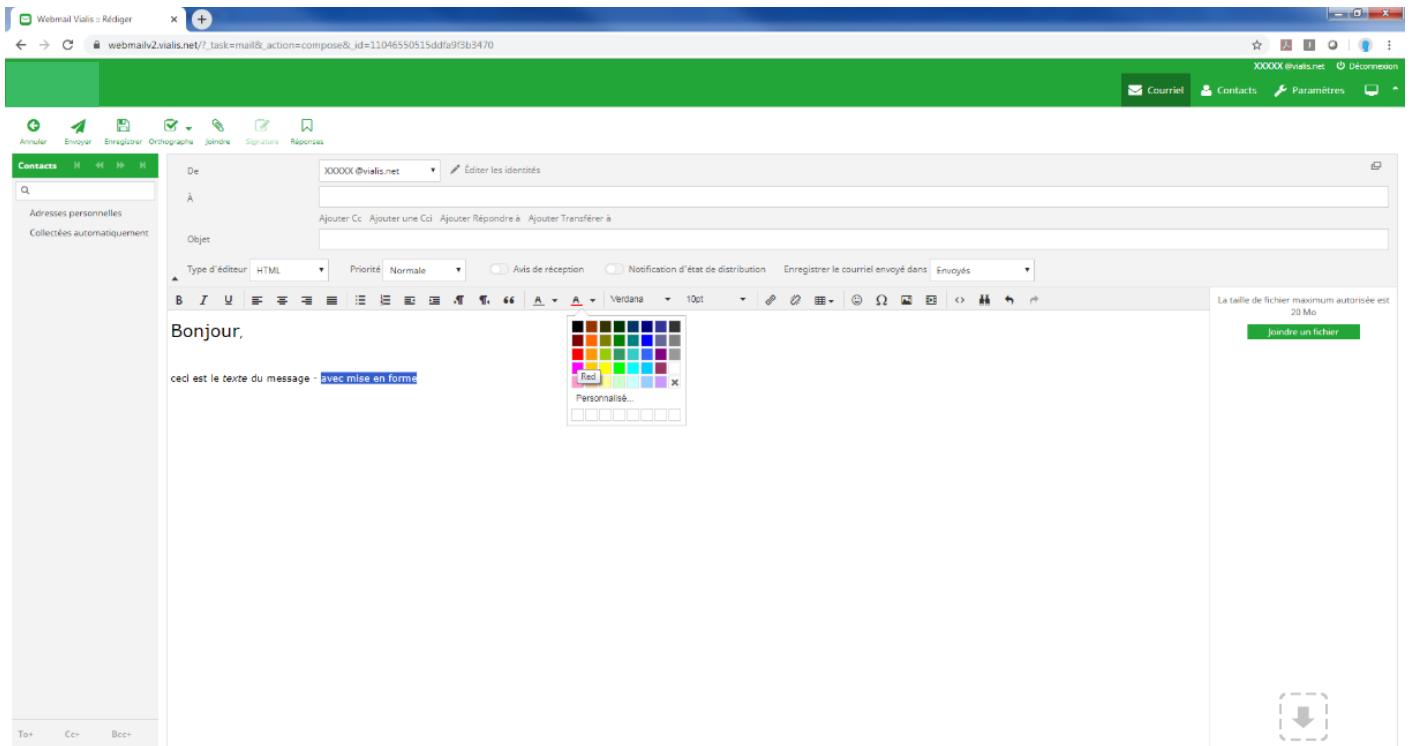 Webmail Vialis :: Rédiger
webmailv2.vialis.net/?_task=mail&_action=compose&_id=11046550515ddfa9f3b3470
XXXXX @vialis.net Déconnexion
Courriel Contacts Paramètres
Annuler Envoyer Enregistrer Orthographe Joindre Signature Réponses
Contacts
Adresses personnelles
Collectées automatiquement
De XXXXX @vialis.net Éditer les identités
À
Ajouter Cc Ajouter une Cci Ajouter Répondre à Ajouter Transférer à
Objet
Type d'éditeur HTML Priorité Normale Avis de réception Notification d'état de distribution Enregistrer le courriel envoyé dans Envoyés
B I U A A Verdana 10pt
La taille de fichier maximum autorisée est
20 Mo
Joindre un fichier
Bonjour,
ceci est le texte du message - avec mise en forme
Red
Personnalisé...
To+ Cc+ Bcc+